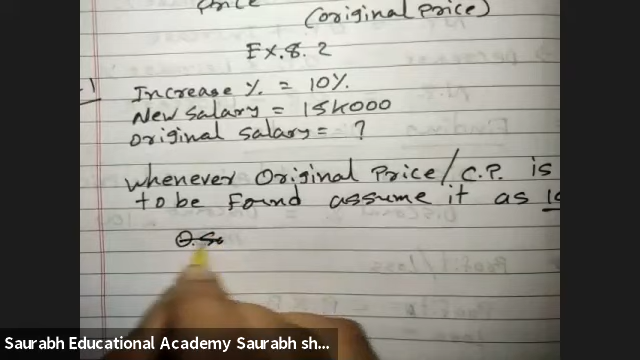 Price
(original price)
Ex. 8. 2
Increase %. = 10%.
New Salary = 154000
Original Salary = ?
Whenever Original Price/C.P. is
to be found assume it as
Saurabh Educational Academy Saurabh sh...